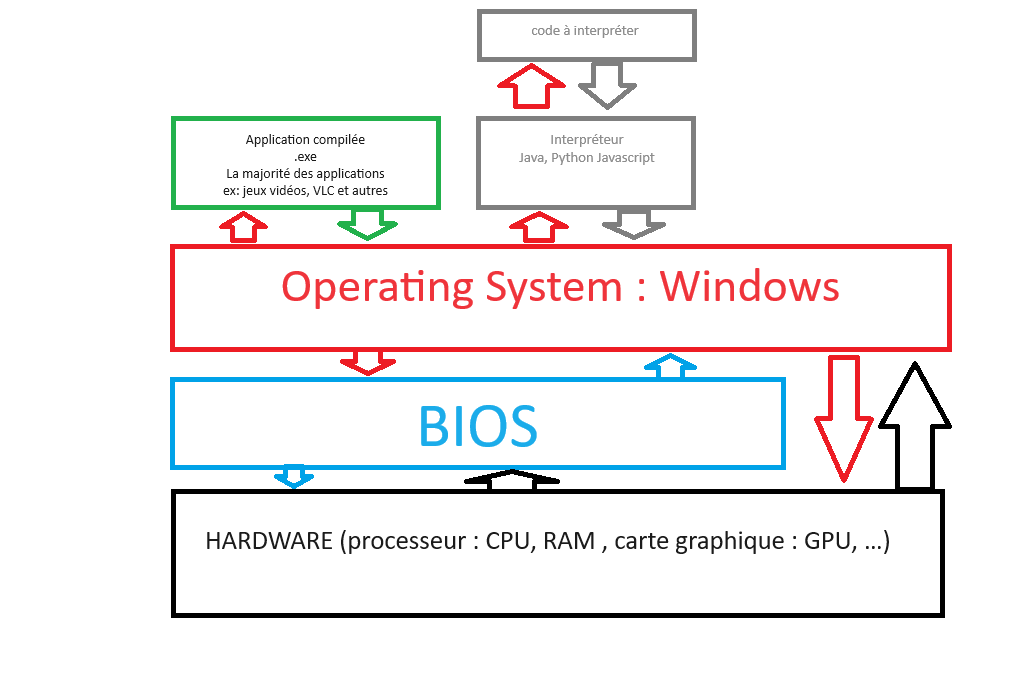 code à interpréter
Application compilée
.exe
La majorité des applications
ex: jeux vidéos, VLC et autres
Interpréteur
Java, Python Javascript
Operating System : Windows
BIOS
HARDWARE (processeur : CPU, RAM , carte graphique : GPU, ...)